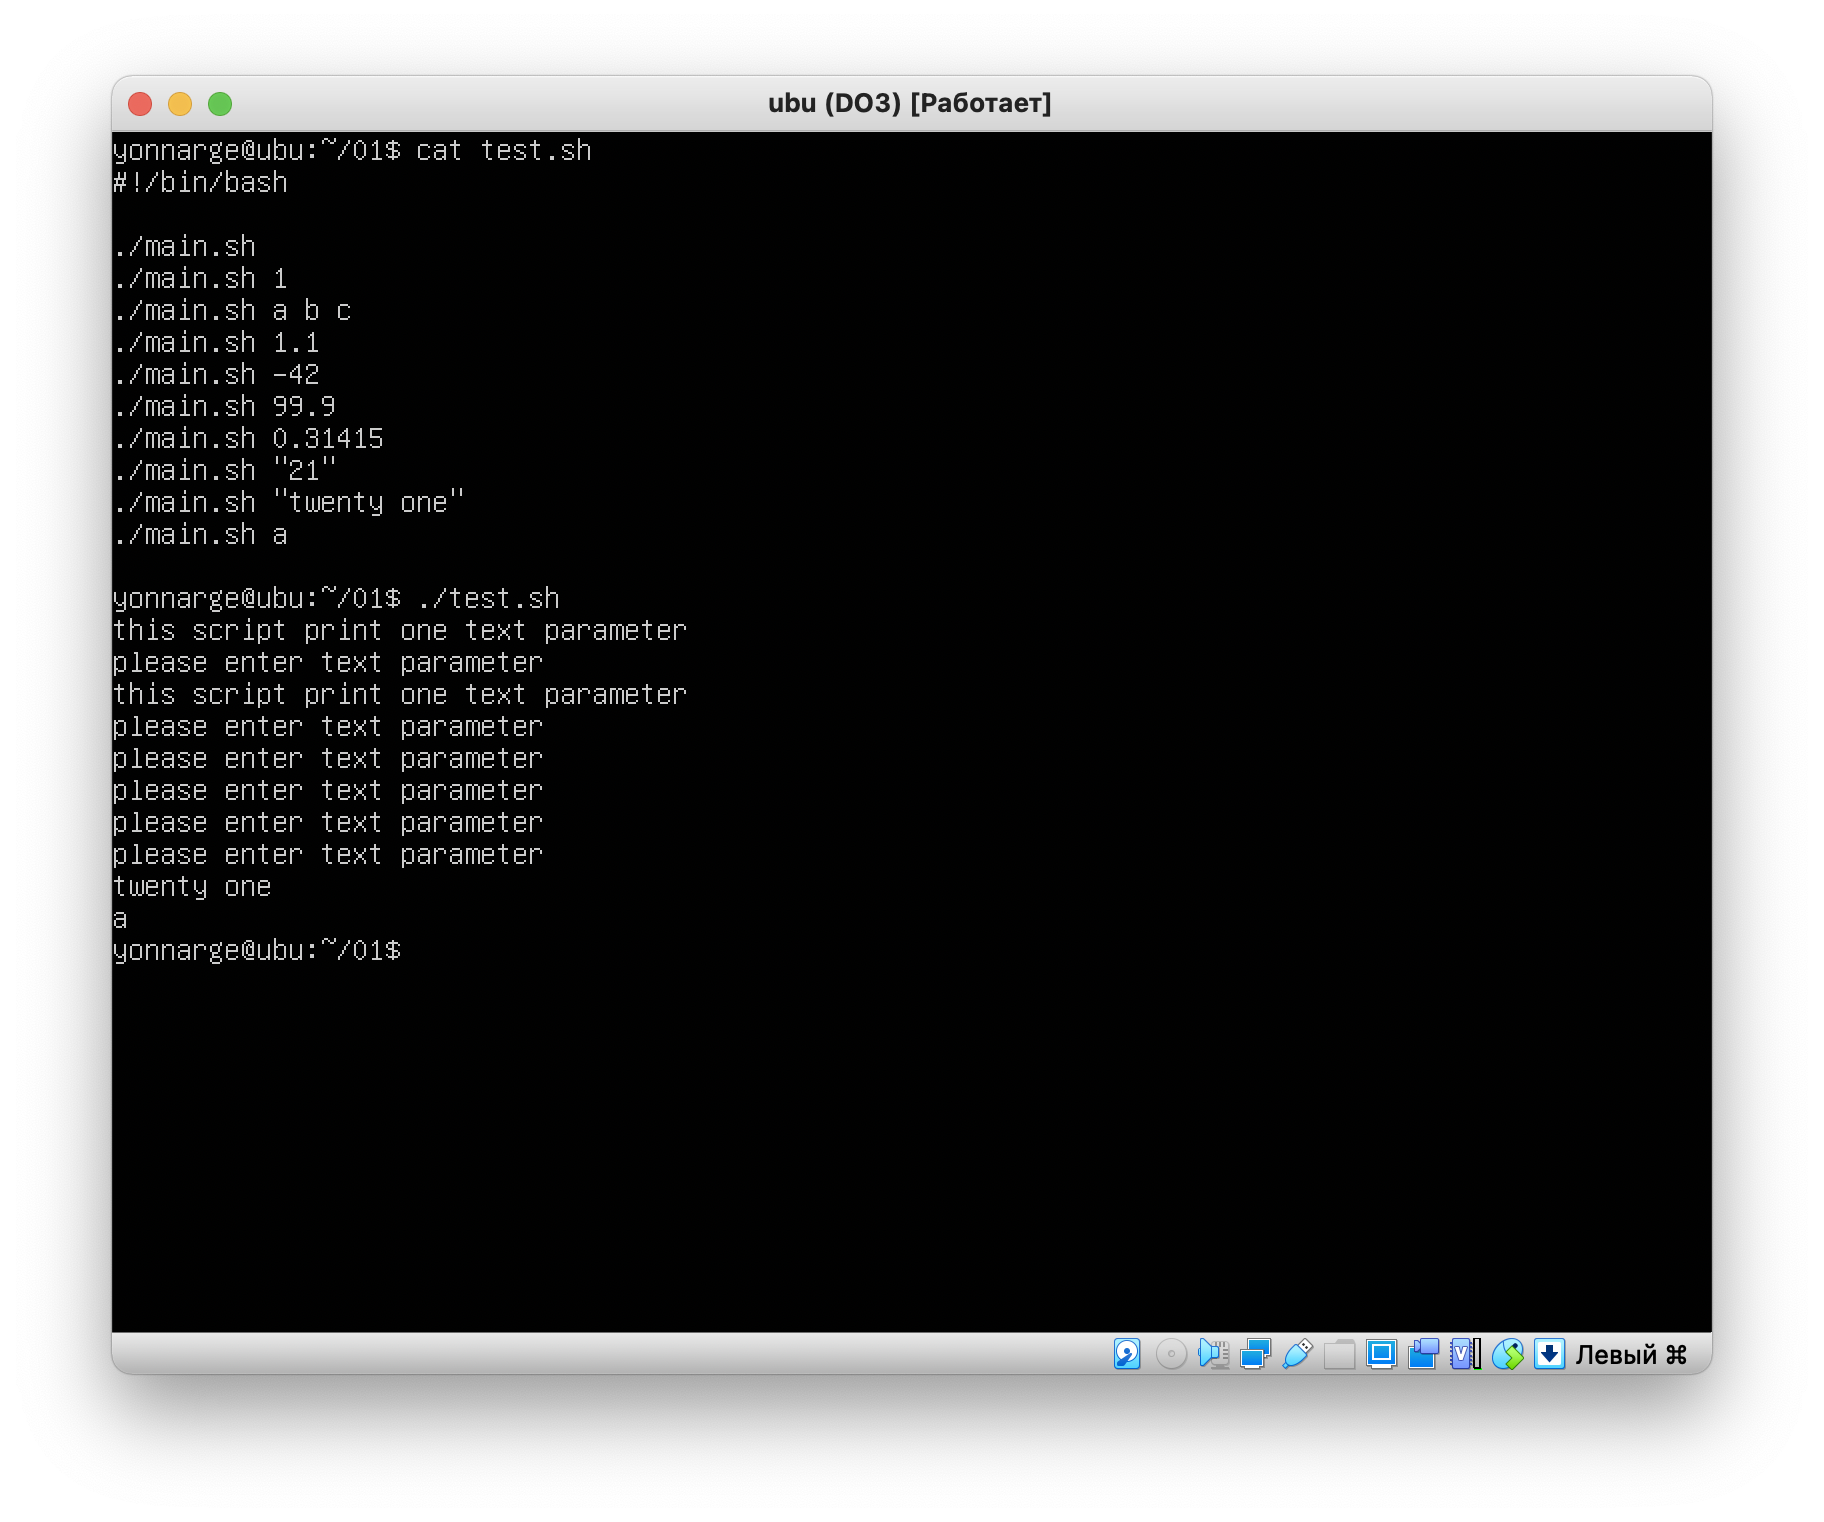 ubu (DO3) [Работает]
yonnarge@ubu:~/01$ cat test.sh
#!/bin/bash
./main.sh
./main.sh 1
./main.sh a b c
./main.sh 1.1
./main.sh -42
./main.sh 99.9
./main.sh 0.31415
./main.sh "21"
./main.sh "twenty one"
./main.sh a
yonnarge@ubu:~/01$ ./test.sh
this script print one text parameter
please enter text parameter
this script print one text parameter
please enter text parameter
please enter text parameter
please enter text parameter
please enter text parameter
please enter text parameter
twenty one
a
yonnarge@ubu:~/01$
Левый ⌘